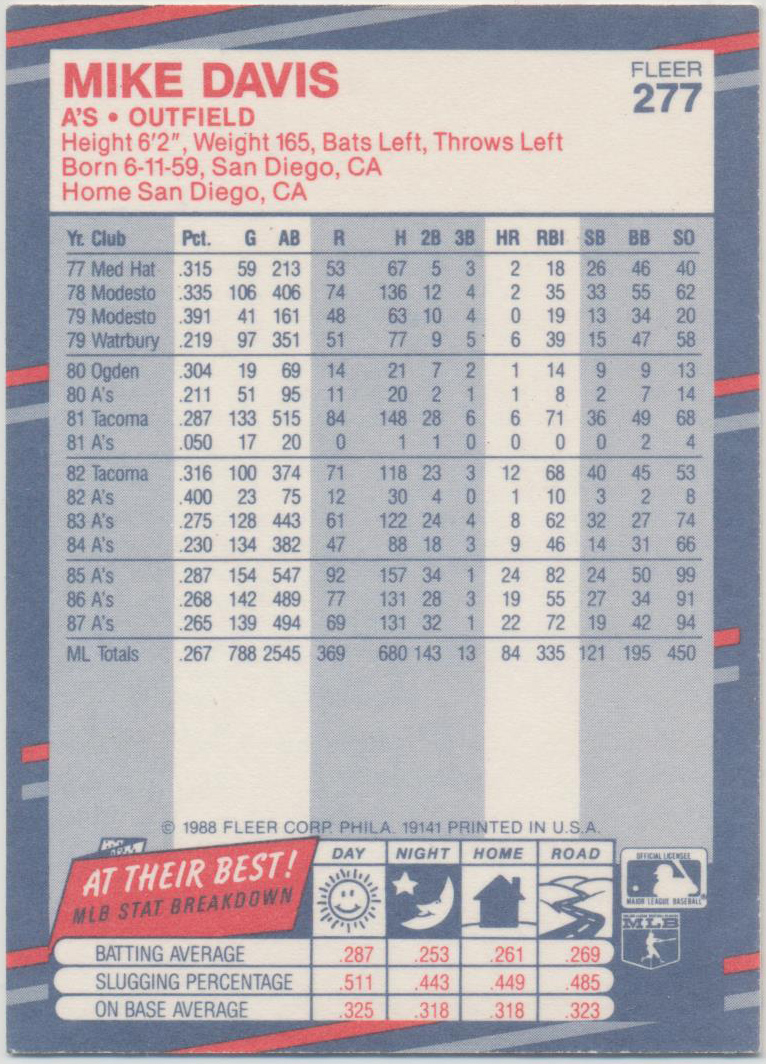 MIKE DAVIS
FLEER
277
A'S • OUTFIELD
Height 6'2", Weight 165, Bats Left, Throws Left
Born 6-11-59, San Diego, CA
Home San Diego, CA
Yr. Club Pct. G AB R H 2B 3B HR RBI SB BB SO
77 Med Hat .315 59 213 53 67 5 3 2 18 26 46 40
78 Modesto .335 106 406 74 136 12 4 2 35 33 55 62
79 Modesto .391 41 161 48 63 10 4 0 19 13 34 20
79 Watrbury .219 97 351 51 77 9 5 6 39 15 47 58
80 Ogden .304 19 69 14 21 7 2 1 14 9 9 13
80 A's .211 51 95 11 20 2 1 1 8 2 7 14
81 Tacoma .287 133 515 84 148 28 6 6 71 36 49 68
81 A's .050 17 20 0 1 1 0 0 0 0 2 4
82 Tacoma .316 100 374 71 118 23 3 12 68 40 45 53
82 A's .400 23 75 12 30 4 0 1 10 3 2 8
83 A's .275 128 443 61 122 24 4 8 62 32 27 74
84 A's .230 134 382 47 88 18 3 9 46 14 31 66
85 A's .287 154 547 92 157 34 1 24 82 24 50 99
86 A's .268 142 489 77 131 28 3 19 55 27 34 91
87 A's .265 139 494 69 131 32 1 22 72 19 42 94
ML Totals .267 788 2545 369 680 143 13 84 335 121 195 450
© 1988 FLEER CORP. PHILA. 19141 PRINTED IN U.S.A.
AT THEIR BEST!
MLB STAT BREAKDOWN
DAY NIGHT HOME ROAD
OFFICIAL LICENSEE
MAJOR LEAGUE BASEBALL®
MLB
BATTING AVERAGE .287 .253 .261 .269
SLUGGING PERCENTAGE .511 .443 .449 .485
ON BASE AVERAGE .325 .318 .318 .323